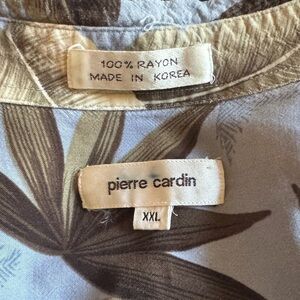 100% RAYON
MADE IN KOREA
pierre cardin
XXL